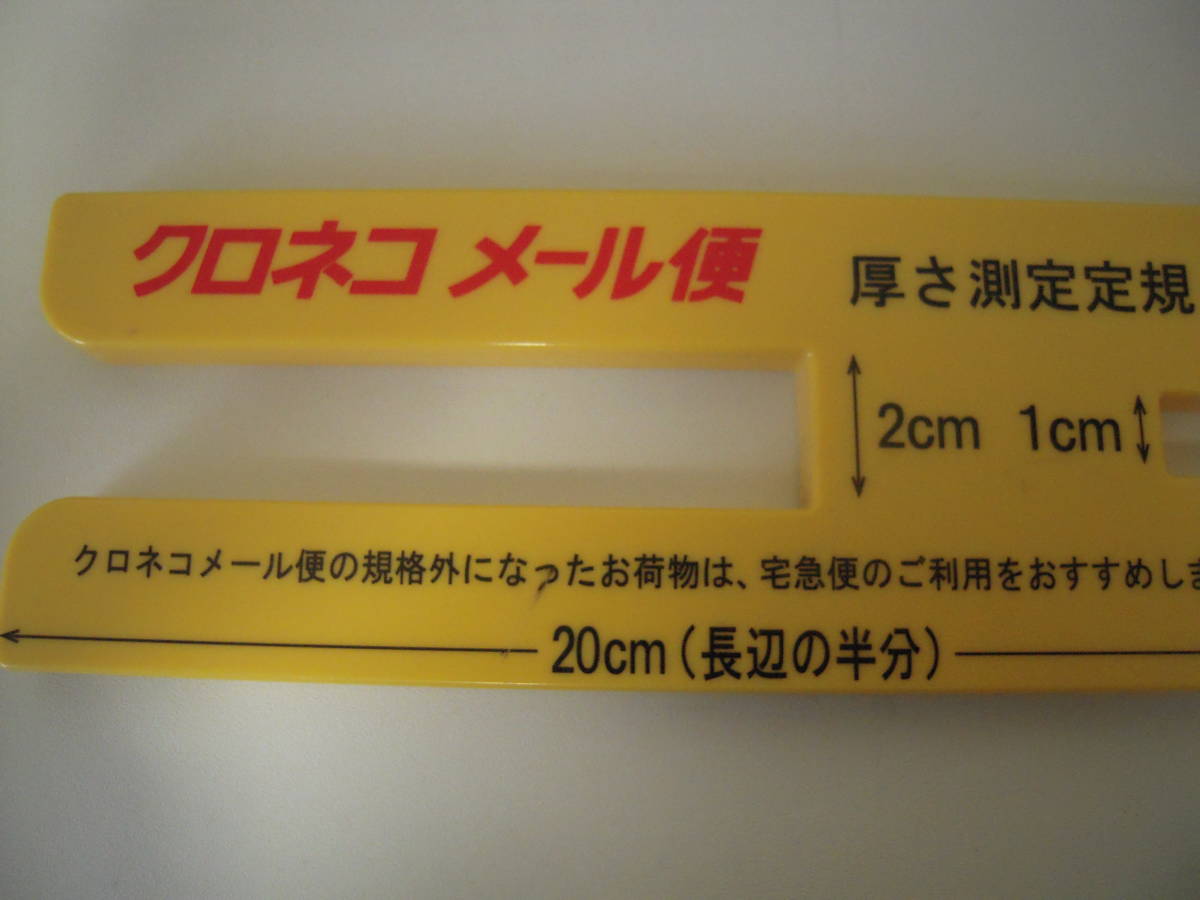 クロネコ メール便
厚さ測定定規
2cm 1cm
クロネコメール便の規格外になったお荷物は、宅急便のご利用をおすすめしま
20cm(長辺の半分)